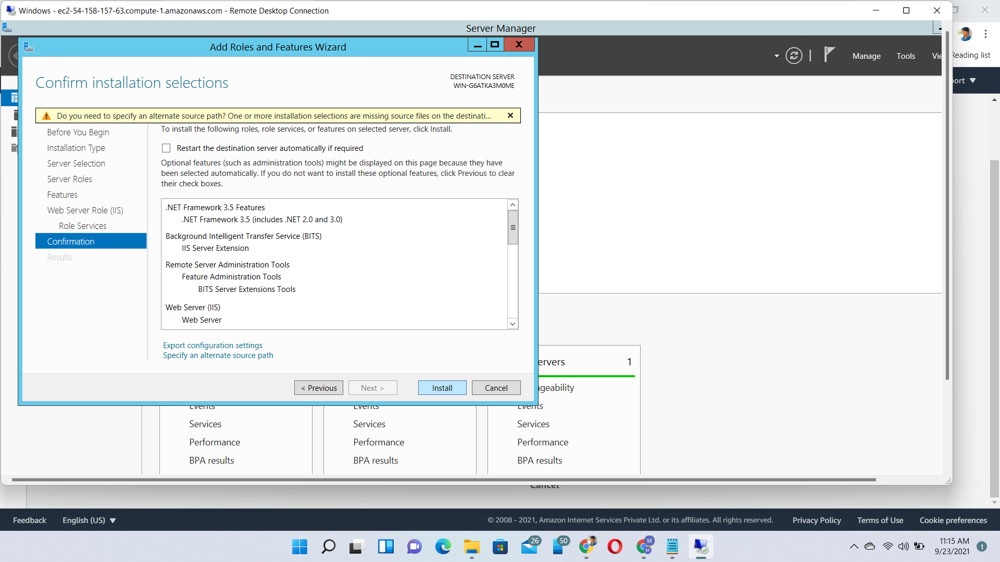 Windows - ec2-54-158-157-63.compute-1.amazonaws.com - Remote Desktop Connection
Server Manager
Add Roles and Features Wizard
X
Manage
Tools
Reading list
Confirm installation selections
DESTINATION SERVER
WIN-G6ATKA3M0ME
Do you need to specify an alternate source path? One or more installation selections are missing source files on the destinati...
Before You Begin
Installation Type
Server Selection
Server Roles
Features
Web Server Role (IIS)
Role Services
Confirmation
Results
To install the following roles, role services, or features on selected server, click Install.
Restart the destination server automatically if required
Optional features (such as administration tools) might be displayed on this page because they have
been selected automatically. If you do not want to install these optional features, click Previous to clear
their check boxes.
.NET Framework 3.5 Features
.NET Framework 3.5 (includes .NET 2.0 and 3.0)
Background Intelligent Transfer Service (BITS)
IIS Server Extension
Remote Server Administration Tools
Feature Administration Tools
BITS Server Extensions Tools
Web Server (IIS)
Web Server
Export configuration settings
Specify an alternate source path
< Previous
Next >
Install
Cancel
ervers 1
ageability
Events
Services
Performance
BPA results
Events
Services
Performance
BPA results
Events
Services
Performance
BPA results
Cancel
Feedback
English (US)
© 2008 - 2021, Amazon Internet Services Private Ltd. or its affiliates. All rights reserved.
Privacy Policy
Terms of Use
Cookie preferences
26
50
M
M
11:15 AM
9/23/2021
1